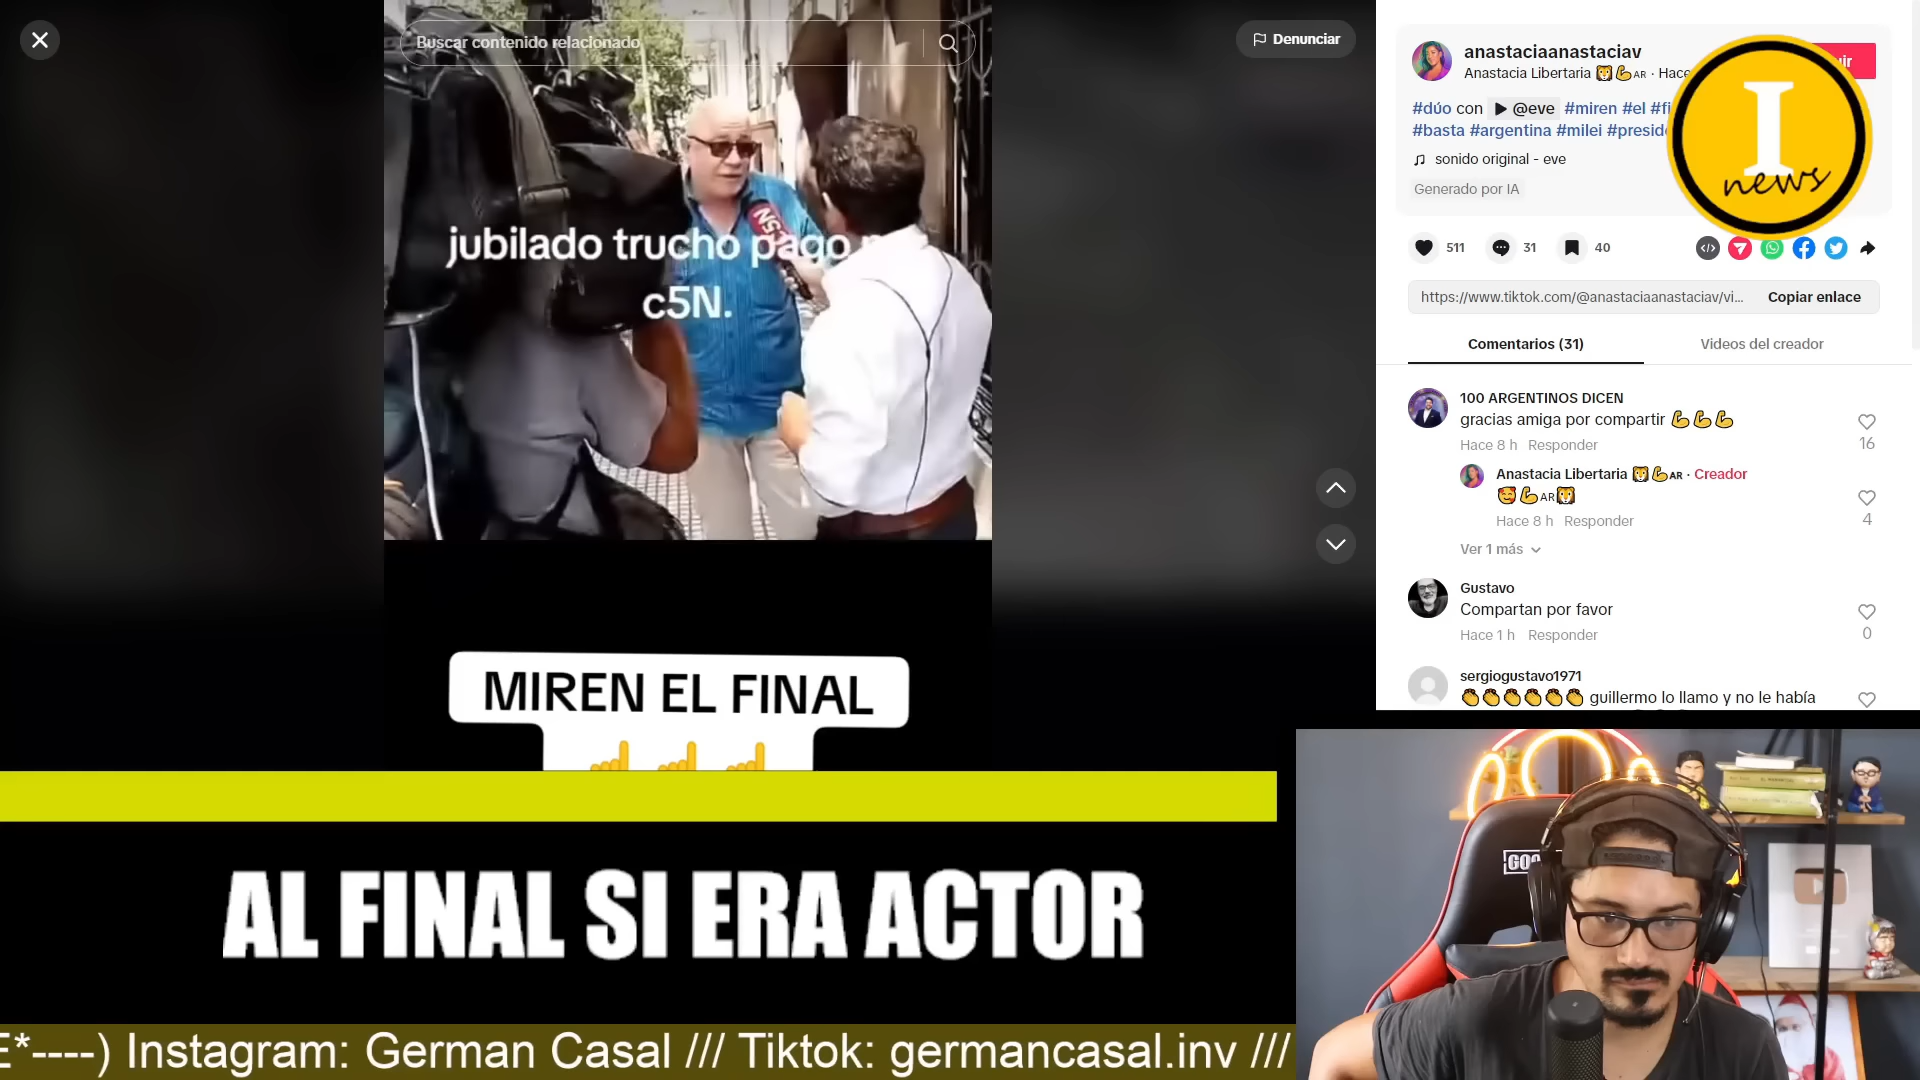 Buscar contenido relacionado
Denunciar
jubilado trucho pago
c5N.
MIREN EL FINAL
AL FINAL SI ERA ACTOR
----) Instagram: German Casal /// Tiktok: germancasal.inv ///
anastaciaanastaciav
Anastacia Libertaria 🦁💪AR · Hace
#dúo con ▶ @eve #miren #el
#basta #argentina #milei
sonido original - eve
Generado por IA
I
news
511
31
40
https://www.tiktok.com/@anastaciaanastaciav/vi...
Copiar enlace
Comentarios (31)
Videos del creador
100 ARGENTINOS DICEN
gracias amiga por compartir 💪💪💪
Hace 8 h Responder
16
Anastacia Libertaria 🦁💪AR · Creador
🥰💪AR🦁
Hace 8 h Responder
4
Ver 1 más
Gustavo
Compartan por favor
Hace 1 h Responder
0
sergiogustavo1971
👏👏👏👏👏👏 guillermo lo llamo y no le había